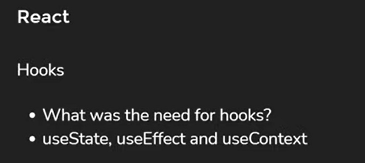 React
Hooks
• What was the need for hooks?
• useState, useEffect and useContext